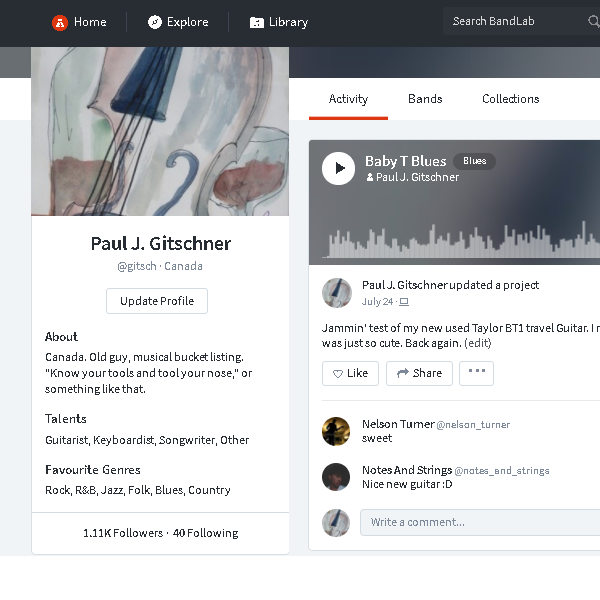 Home
Explore
Library
Search BandLab
Activity
Bands
Collections
Baby T Blues
Blues
Paul J. Gitschner
Paul J. Gitschner
@gitsch · Canada
Update Profile
About
Canada. Old guy, musical bucket listing.
"Know your tools and tool your nose," or
something like that.
Talents
Guitarist, Keyboardist, Songwriter, Other
Favourite Genres
Rock, R&B, Jazz, Folk, Blues, Country
1.11K Followers · 40 Following
Paul J. Gitschner updated a project
July 24 ·
Jammin' test of my new used Taylor BT1 travel Guitar. I
was just so cute. Back again. (edit)
Like
Share
Nelson Turner @nelson_turner
sweet
Notes And Strings @notes_and_strings
Nice new guitar :D
Write a comment...